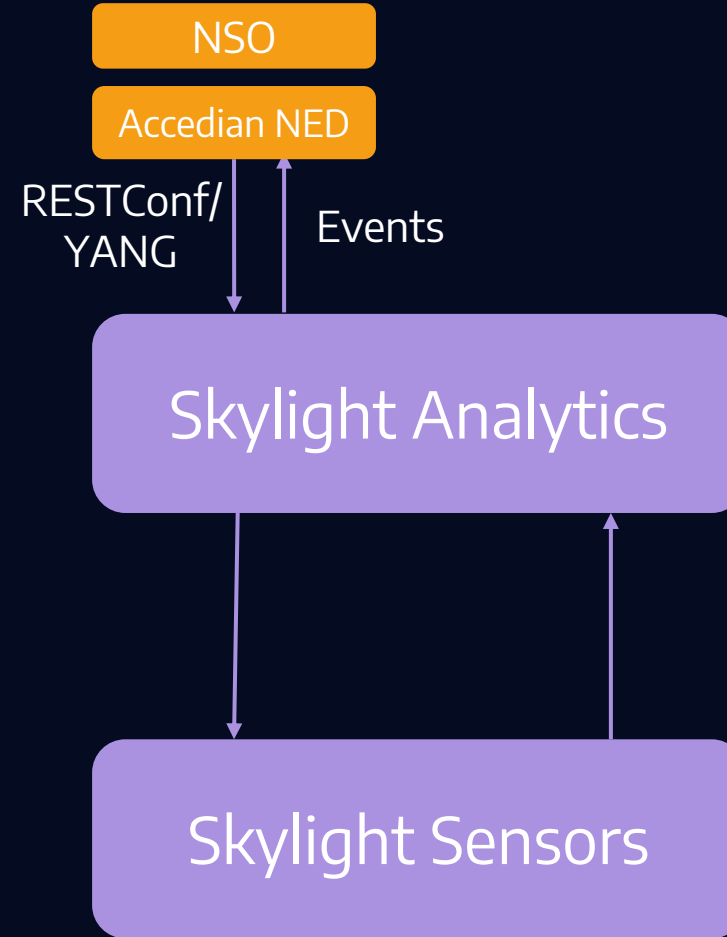 NSO
Accedian NED
RESTConf/
YANG
Events
Skylight Analytics
Skylight Sensors